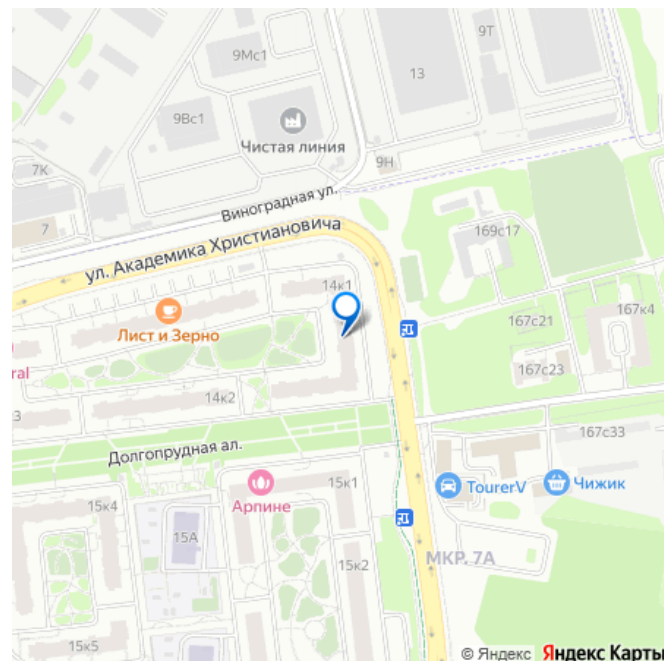 9Мс1
9Т
13
9Вс1
Чистая линия
9Н
7К
7
Виноградная ул.
ул. Академика Христиановича
169с17
14к1
Лист и Зерно
ral
167с21
167к4
167с23
14к2
3
167с33
Долгопрудная ал.
TourerV
Чижик
Арпине
15к1
15к4
15А
МКР. 7А
15к2
15к5
© Яндекс Яндекс Карты